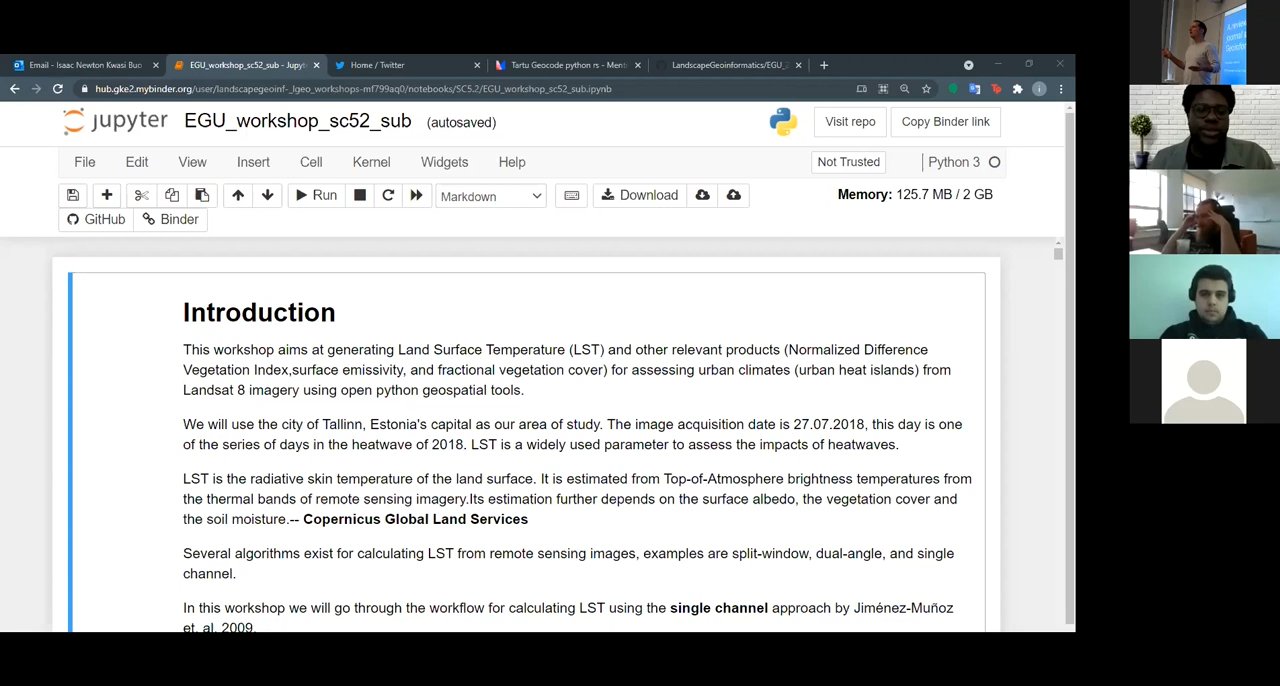 Email - Isaac Newton Kwasi Buo
EGU_workshop_sc52_sub - Jupyt
Home / Twitter
Tartu Geocode python rs - Ment
LandscapeGeoinformatics/EGU_2
hub.gke2.mybinder.org/user/landscapegeoinf-_lgeo_workshops-mf799aq0/notebooks/SC5.2/EGU_workshop_sc52_sub.ipynb
jupyter EGU_workshop_sc52_sub (autosaved)
Visit repo
Copy Binder link
File Edit View Insert Cell Kernel Widgets Help
Not Trusted
Python 3
Run
Markdown
Download
Memory: 125.7 MB / 2 GB
GitHub
Binder
Introduction
This workshop aims at generating Land Surface Temperature (LST) and other relevant products (Normalized Difference
Vegetation Index,surface emissivity, and fractional vegetation cover) for assessing urban climates (urban heat islands) from
Landsat 8 imagery using open python geospatial tools.
We will use the city of Tallinn, Estonia's capital as our area of study. The image acquisition date is 27.07.2018, this day is one
of the series of days in the heatwave of 2018. LST is a widely used parameter to assess the impacts of heatwaves.
LST is the radiative skin temperature of the land surface. It is estimated from Top-of-Atmosphere brightness temperatures from
the thermal bands of remote sensing imagery.Its estimation further depends on the surface albedo, the vegetation cover and
the soil moisture.-- Copernicus Global Land Services
Several algorithms exist for calculating LST from remote sensing images, examples are split-window, dual-angle, and single
channel.
In this workshop we will go through the workflow for calculating LST using the single channel approach by Jiménez-Muñoz
et. al. 2009.